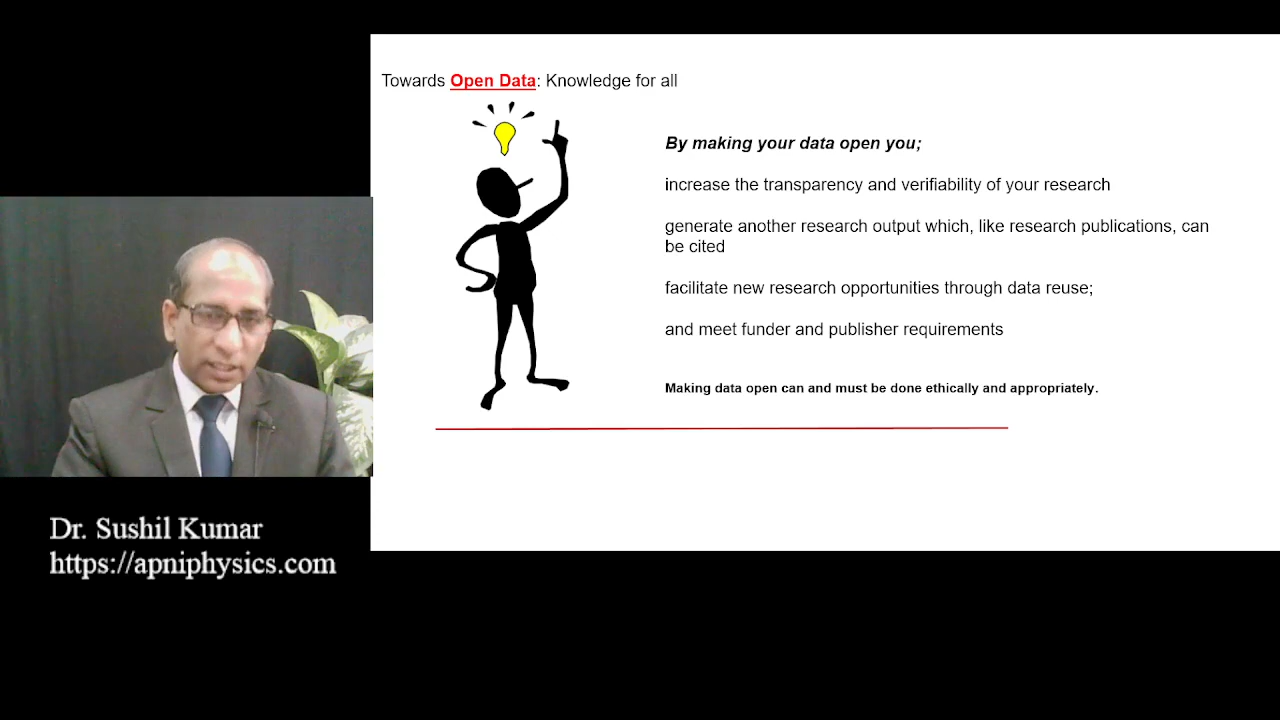 Towards Open Data: Knowledge for all
By making your data open you;
increase the transparency and verifiability of your research
generate another research output which, like research publications, can
be cited
facilitate new research opportunities through data reuse;
and meet funder and publisher requirements
Making data open can and must be done ethically and appropriately.
Dr. Sushil Kumar
https://apniphysics.com